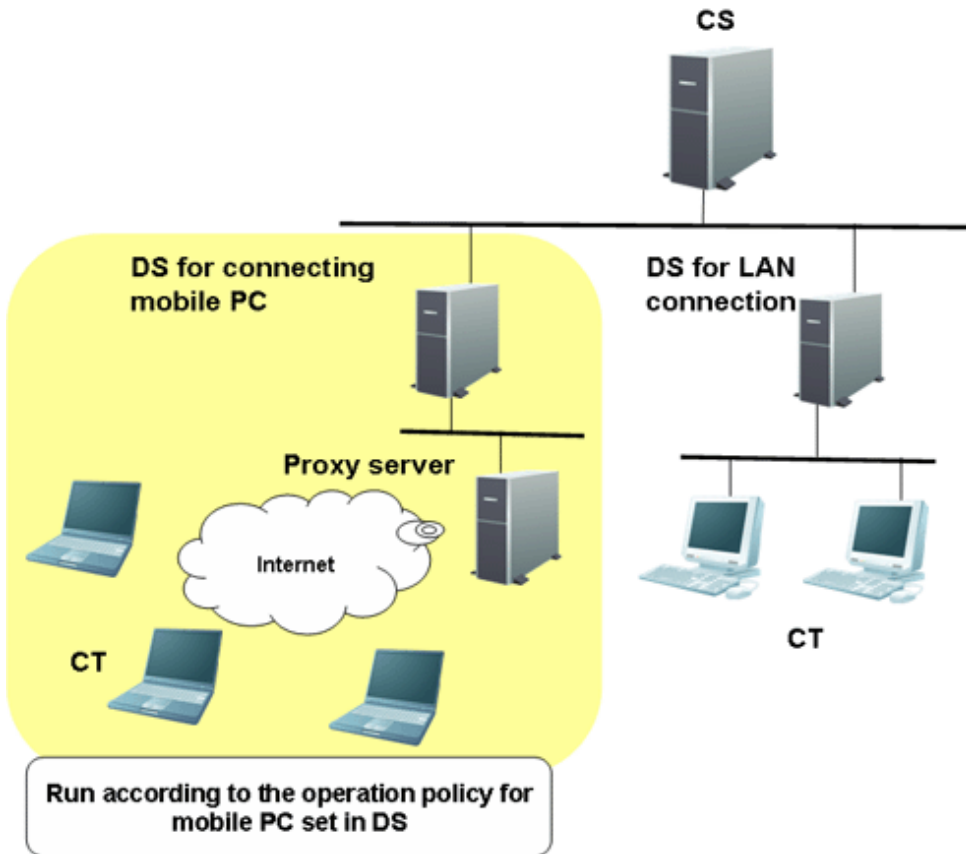 CS
DS for connecting
mobile PC
DS for LAN
connection
Proxy server
Internet
CT
CT
Run according to the operation policy for
mobile PC set in DS